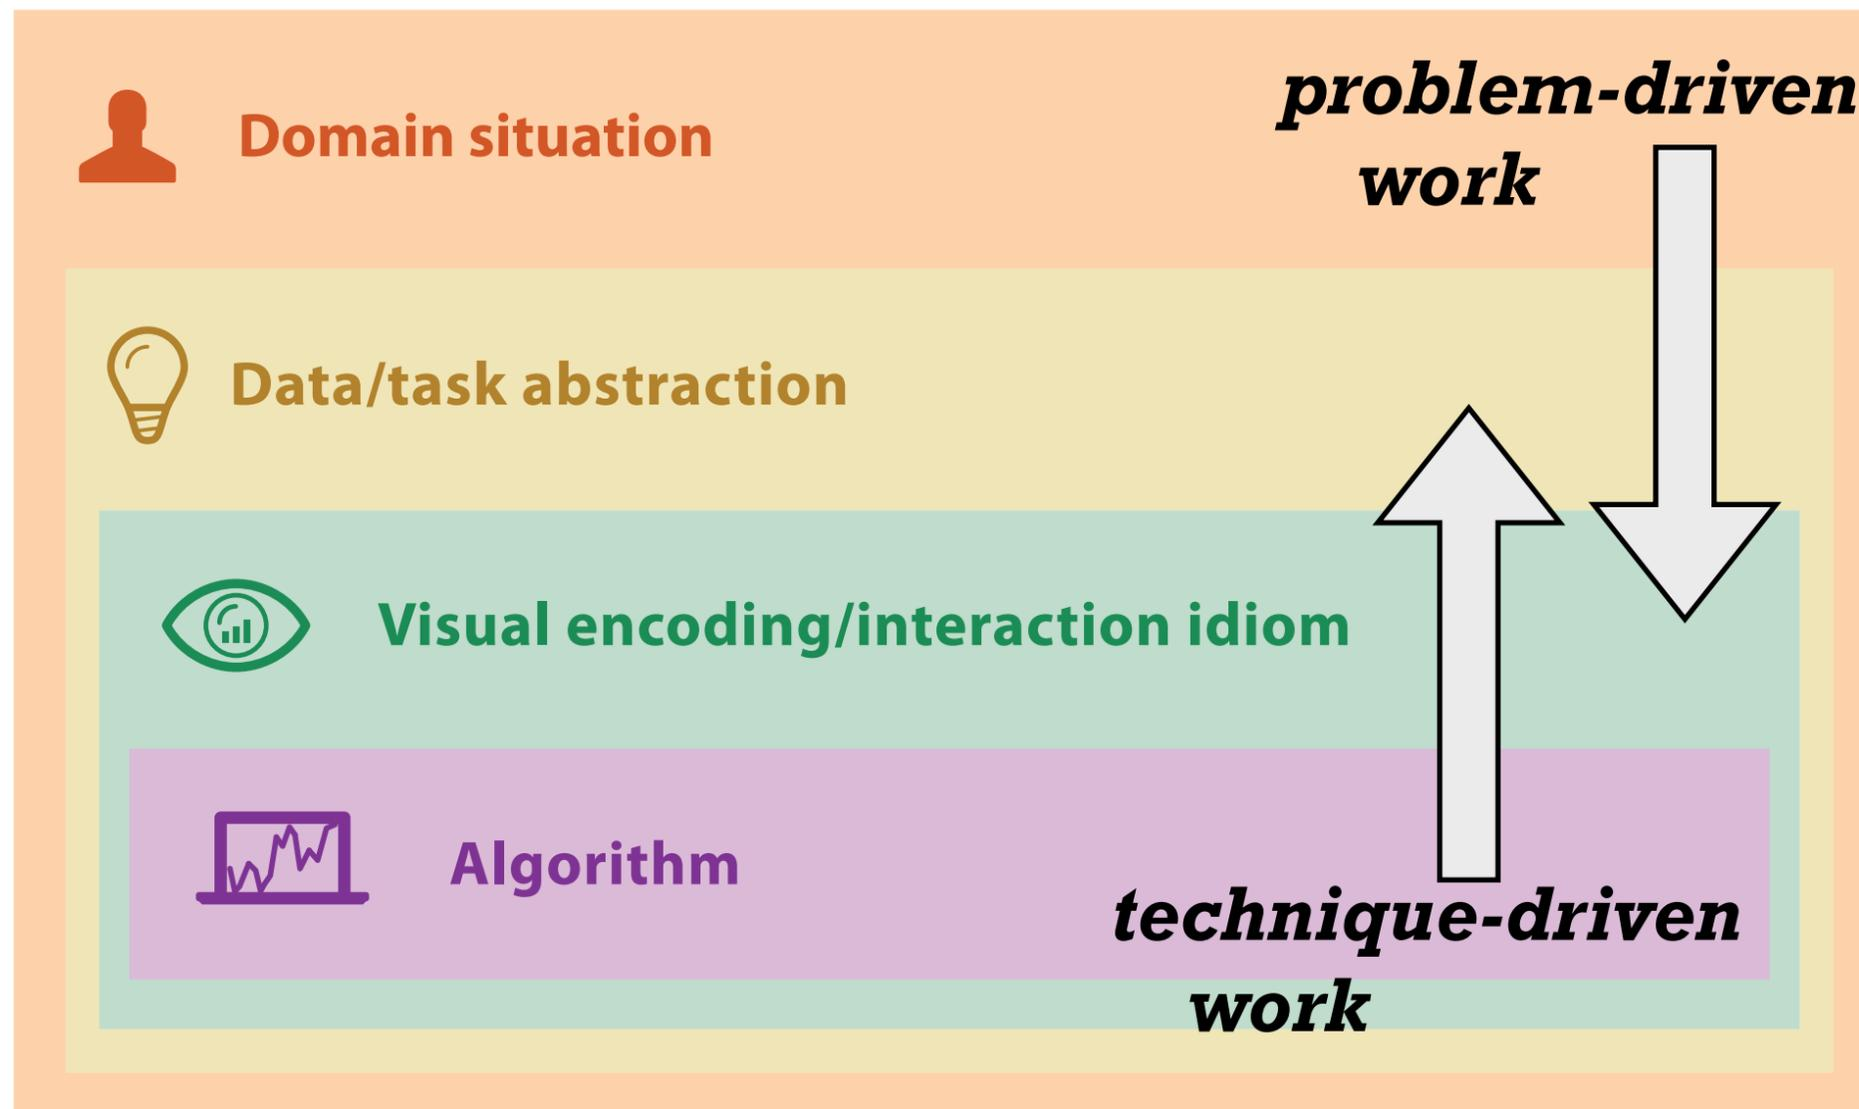 problem-driven
work
Domain situation
Data/task abstraction
Visual encoding/interaction idiom
Algorithm
technique-driven
work